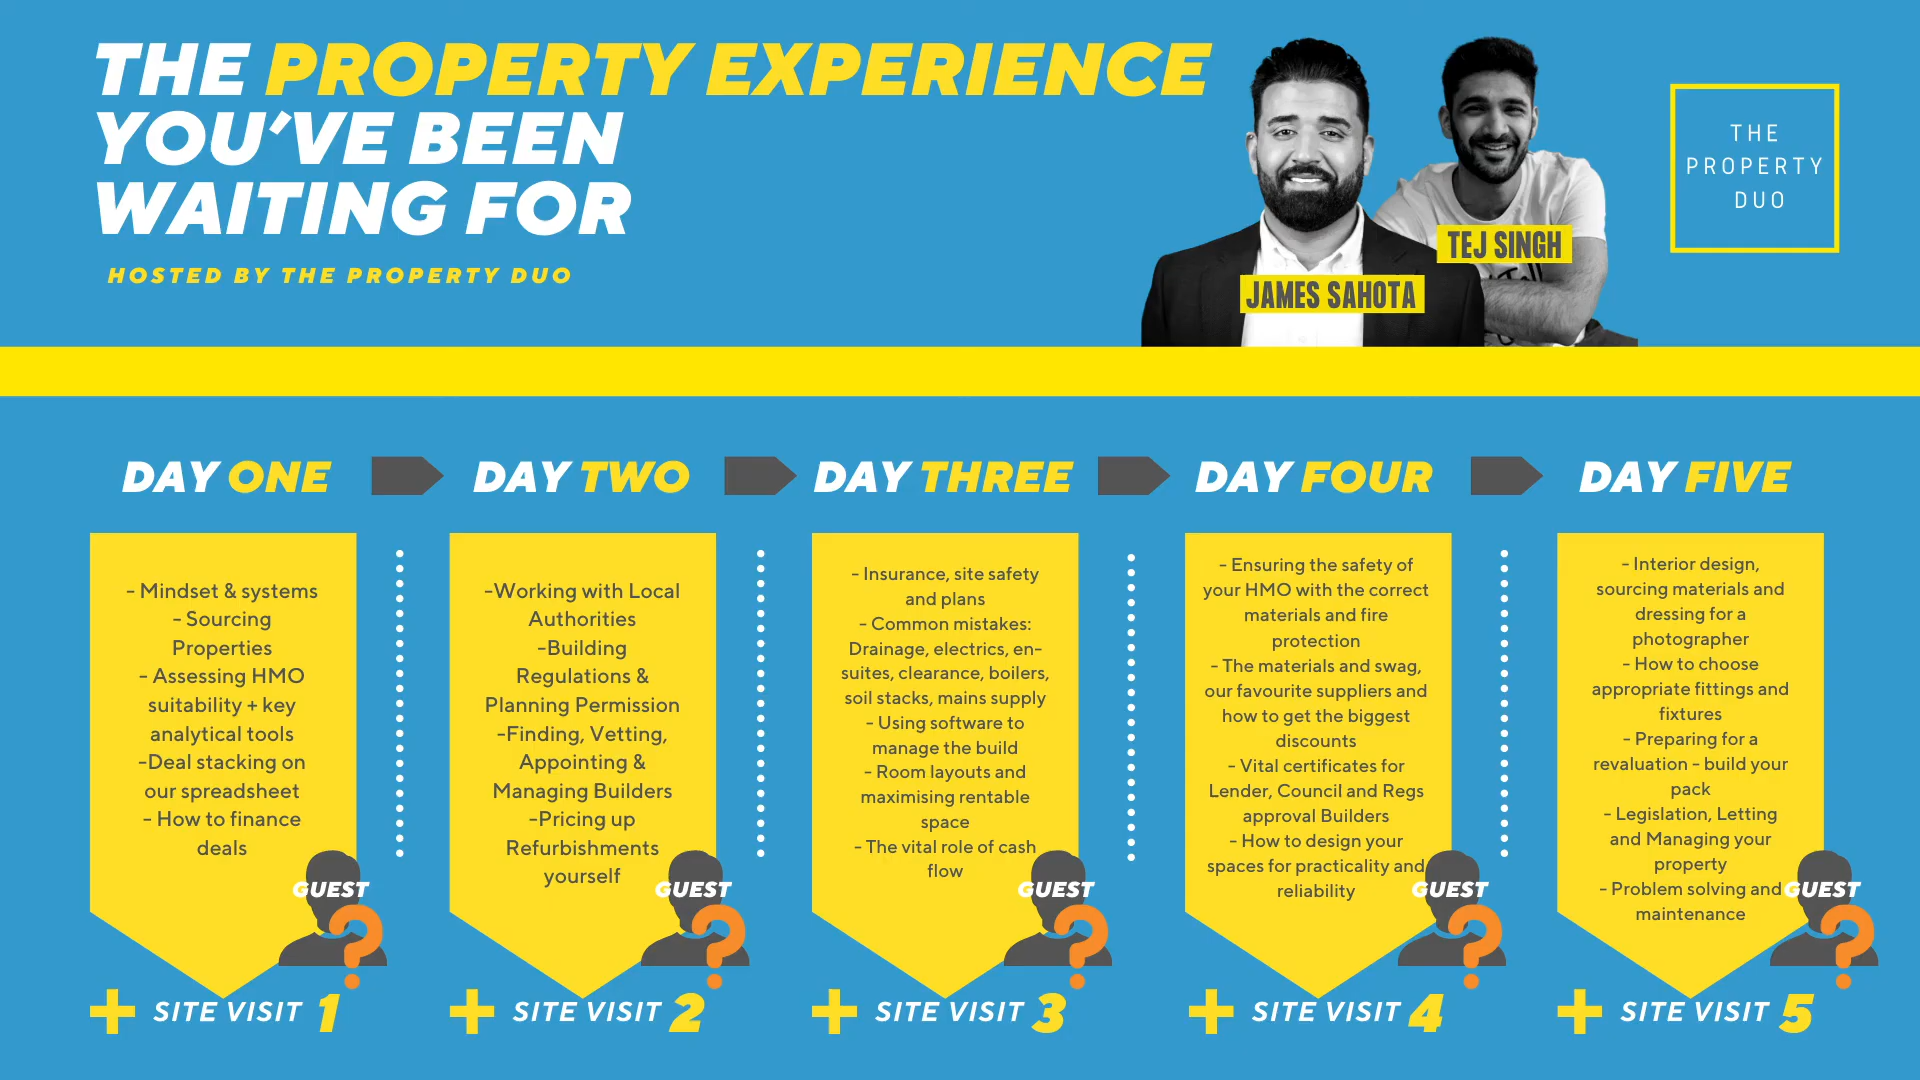 THE PROPERTY EXPERIENCE
YOU'VE BEEN
WAITING FOR
HOSTED BY THE PROPERTY DUO
JAMES SAHOTA
TEJ SINGH
THE
PROPERTY
DUO
DAY ONE
DAY TWO
DAY THREE
DAY FOUR
DAY FIVE
- Mindset & systems
- Sourcing
Properties
- Assessing HMO
suitability + key
analytical tools
-Deal stacking on
our spreadsheet
- How to finance
deals
GUEST
?
+ SITE VISIT 1
-Working with Local
Authorities
-Building
Regulations &
Planning Permission
-Finding, Vetting,
Appointing &
Managing Builders
-Pricing up
Refurbishments
yourself
GUEST
?
+ SITE VISIT 2
- Insurance, site safety
and plans
- Common mistakes:
Drainage, electrics, en-
suites, clearance, boilers,
soil stacks, mains supply
- Using software to
manage the build
- Room layouts and
maximising rentable
space
- The vital role of cash
flow
GUEST
?
+ SITE VISIT 3
- Ensuring the safety of
your HMO with the correct
materials and fire
protection
- The materials and swag,
our favourite suppliers and
how to get the biggest
discounts
- Vital certificates for
Lender, Council and Regs
approval Builders
- How to design your
spaces for practicality and
reliability
GUEST
?
+ SITE VISIT 4
- Interior design,
sourcing materials and
dressing for a
photographer
- How to choose
appropriate fittings and
fixtures
- Preparing for a
revaluation - build your
pack
- Legislation, Letting
and Managing your
property
- Problem solving and
maintenance
GUEST
?
+ SITE VISIT 5